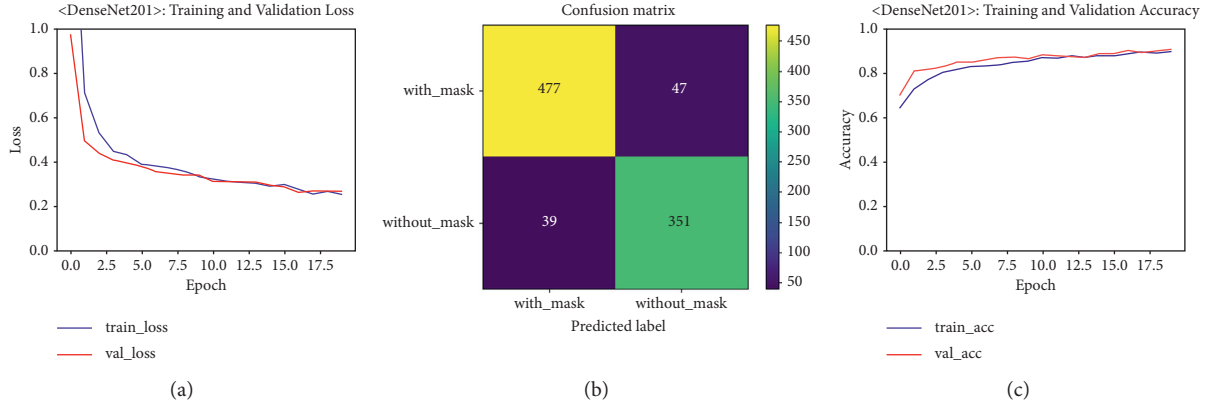 <DenseNet201>: Training and Validation Loss
1.0
0.8
0.6
0.4
0.2
0.0
Loss
0.0 2.5 5.0 7.5 10.0 12.5 15.0 17.5
Epoch
train_loss
val_loss
(a)
Confusion matrix
with_mask
without_mask
477 47
39 351
with_mask without_mask
Predicted label
450
400
350
300
250
200
150
100
50
(b)
<DenseNet201>: Training and Validation Accuracy
1.0
0.8
0.6
0.4
0.2
0.0
Accuracy
0.0 2.5 5.0 7.5 10.0 12.5 15.0 17.5
Epoch
train_acc
val_acc
(c)